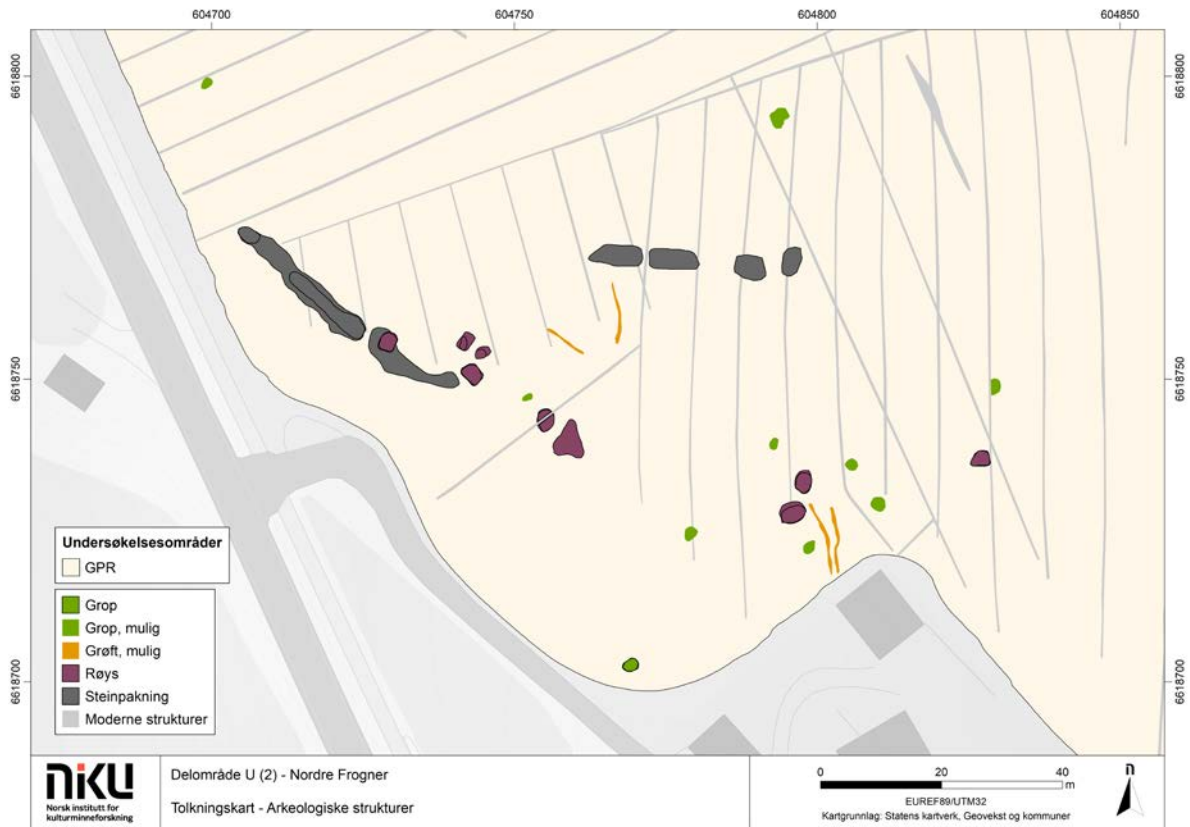 604700 604750 604800 604850
6618800 6618800
6618750 6618750
6618700 6618700
Undersøkelsesområder
GPR
Grop
Grop, mulig
Grøft, mulig
Røys
Steinpakning
Moderne strukturer
NIKU
Norsk institutt for
kulturminneforskning
Delområde U (2) - Nordre Frogner
Tolkningskart - Arkeologiske strukturer
0 20 40
m
EUREF89/UTM32
Kartgrunnlag: Statens kartverk, Geovekst og kommuner
n